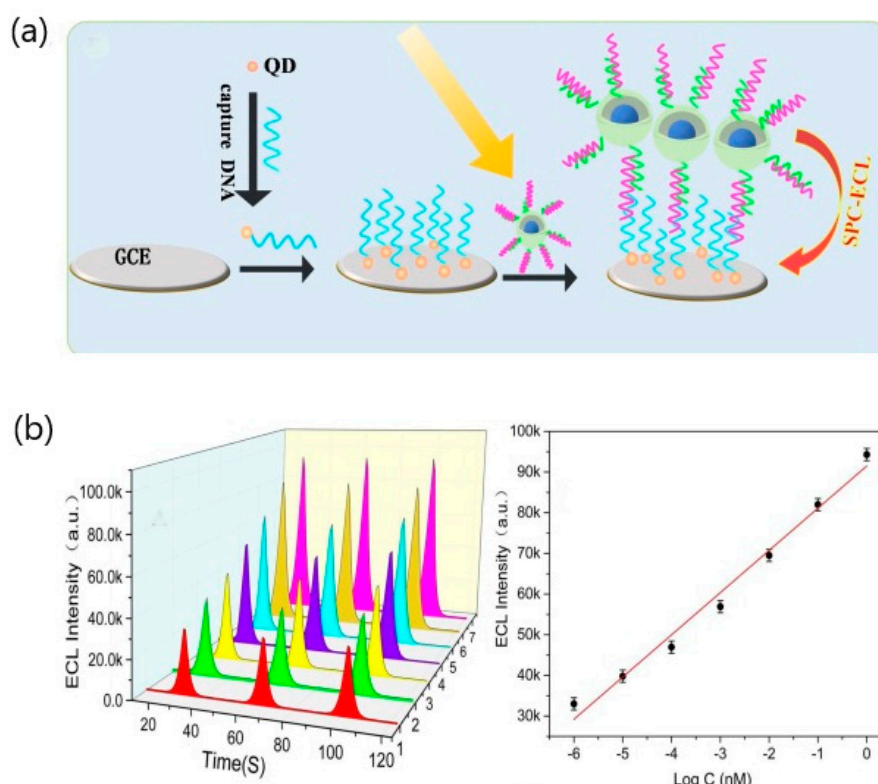 (a)
QD
capture DNA
GCE
SPC-ECL
(b)
ECL Intensity (a.u.)
100.0k
80.0k
60.0k
40.0k
20.0k
0.0
20
40
60
80
100
120
Time(S)
1
2
3
4
5
6
7
ECL Intensity (a.u.)
100k
90k
80k
70k
60k
50k
40k
30k
-6
-5
-4
-3
-2
-1
0
Log C (nM)